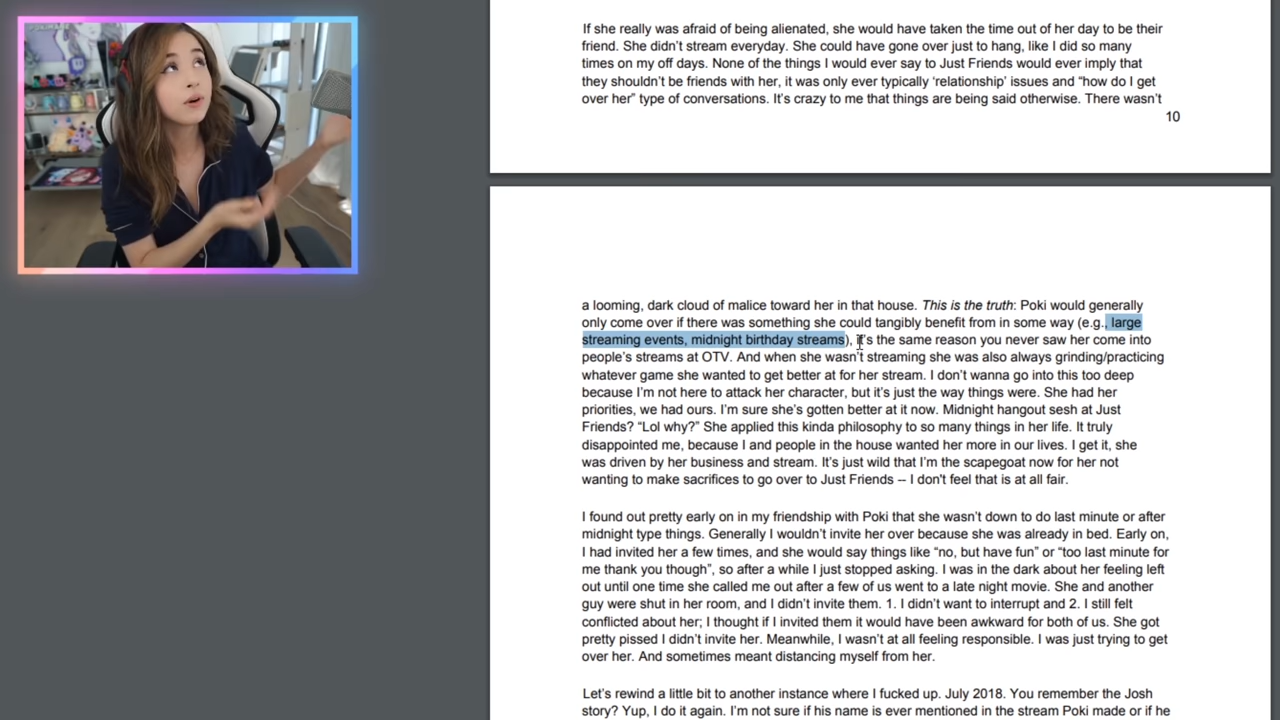 If she really was afraid of being alienated, she would have taken the time out of her day to be their
friend. She didn’t stream everyday. She could have gone over just to hang, like I did so many
times on my off days. None of the things I would ever say to Just Friends would ever imply that
they shouldn’t be friends with her, it was only ever typically ‘relationship’ issues and “how do I get
over her” type of conversations. It’s crazy to me that things are being said otherwise. There wasn’t
10
a looming, dark cloud of malice toward her in that house. This is the truth: Poki would generally
only come over if there was something she could tangibly benefit from in some way (e.g., large
streaming events, midnight birthday streams), it’s the same reason you never saw her come into
people’s streams at OTV. And when she wasn’t streaming she was also always grinding/practicing
whatever game she wanted to get better at for her stream. I don’t wanna go into this too deep
because I’m not here to attack her character, but it’s just the way things were. She had her
priorities, we had ours. I’m sure she’s gotten better at it now. Midnight hangout sesh at Just
Friends? “Lol why?” She applied this kinda philosophy to so many things in her life. It truly
disappointed me, because I and people in the house wanted her more in our lives. I get it, she
was driven by her business and stream. It’s just wild that I’m the scapegoat now for her not
wanting to make sacrifices to go over to Just Friends -- I don't feel that is at all fair.
I found out pretty early on in my friendship with Poki that she wasn’t down to do last minute or after
midnight type things. Generally I wouldn’t invite her over because she was already in bed. Early on,
I had invited her a few times, and she would say things like “no, but have fun” or “too last minute for
me thank you though”, so after a while I just stopped asking. I was in the dark about her feeling left
out until one time she called me out after a few of us went to a late night movie. She and another
guy were shut in her room, and I didn’t invite them. 1. I didn’t want to interrupt and 2. I still felt
conflicted about her; I thought if I invited them it would have been awkward for both of us. She got
pretty pissed I didn’t invite her. Meanwhile, I wasn’t at all feeling responsible. I was just trying to get
over her. And sometimes meant distancing myself from her.
Let’s rewind a little bit to another instance where I fucked up. July 2018. You remember the Josh
story? Yup, I do it again. I’m not sure if his name is ever mentioned in the stream Poki made or if he